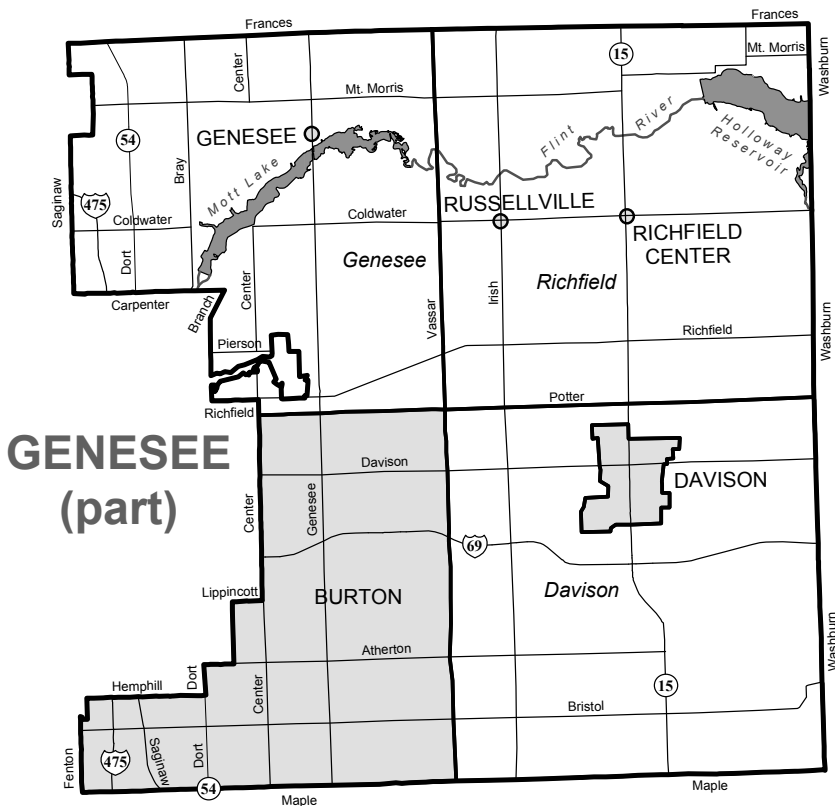 Frances
Frances
Washburn
Center
15
Mt. Morris
Mt. Morris
54
GENESEE
Bray
Mott Lake
Flint
River
Holloway
Reservoir
Saginaw
475
Coldwater
Coldwater
RUSSELLVILLE
RICHFIELD
CENTER
Dort
Genesee
Richfield
Center
Irish
Carpenter
Branch
Vassar
Richfield
Washburn
Pierson
Richfield
Potter
GENESEE
(part)
Davison
DAVISON
Center
Genesee
69
Lippincott
BURTON
Davison
Atherton
Washburn
Hemphill
Dort
Center
15
Bristol
Fenton
475
Saginaw
Dort
54
Maple
Maple